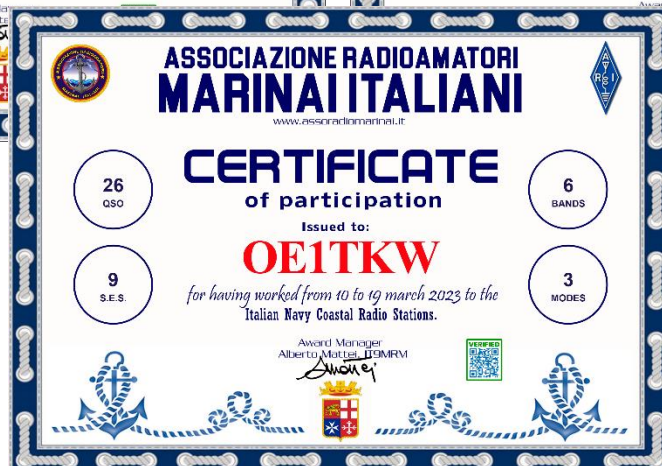 ASSOCIAZIONE RADIOAMATORI
MARINAI ITALIANI
www.assoradiomarinai.it
A
R I
CERTIFICATE
of participation
26
QSO
6
BANDS
Issued to:
OE1TKW
9
S.E.S.
3
MODES
for having worked from 10 to 19 march 2023 to the
Italian Navy Coastal Radio Stations.
Award Manager
Alberto Mattei, IT9MRM
VERIFIED